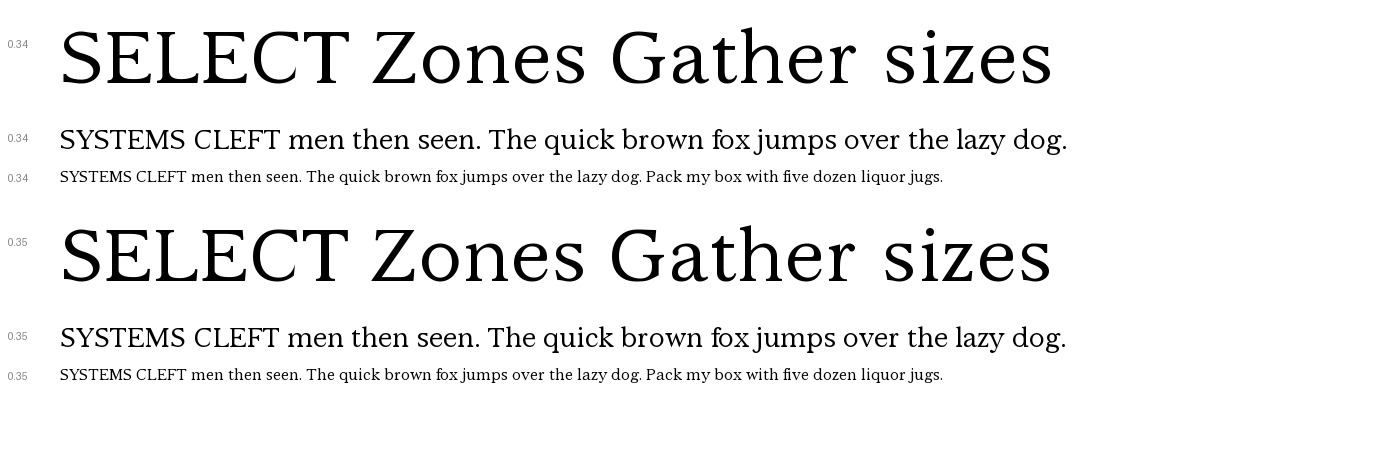 0.34 SELECT Zones Gather sizes
0.34 SYSTEMS CLEFT men then seen. The quick brown fox jumps over the lazy dog.
0.34 SYSTEMS CLEFT men then seen. The quick brown fox jumps over the lazy dog. Pack my box with five dozen liquor jugs.
0.35 SELECT Zones Gather sizes
0.35 SYSTEMS CLEFT men then seen. The quick brown fox jumps over the lazy dog.
0.35 SYSTEMS CLEFT men then seen. The quick brown fox jumps over the lazy dog. Pack my box with five dozen liquor jugs.